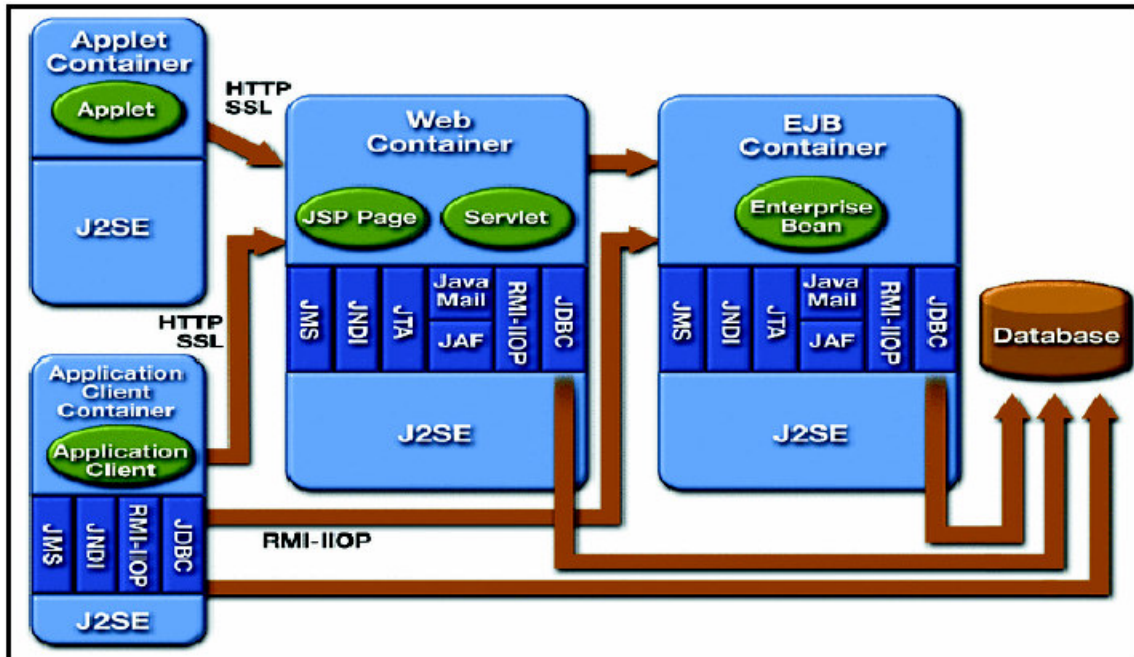 Applet
Container
Applet
J2SE
HTTP
SSL
Web
Container
JSP Page
Servlet
JMS
JNDI
JTA
Java
Mail
JAF
RMI-IIOP
JDBC
J2SE
EJB
Container
Enterprise
Bean
JMS
JNDI
JTA
Java
Mail
JAF
RMI-IIOP
JDBC
J2SE
Database
HTTP
SSL
Application
Client
Container
Application
Client
JMS
JNDI
RMI-IIOP
JDBC
J2SE
RMI-IIOP